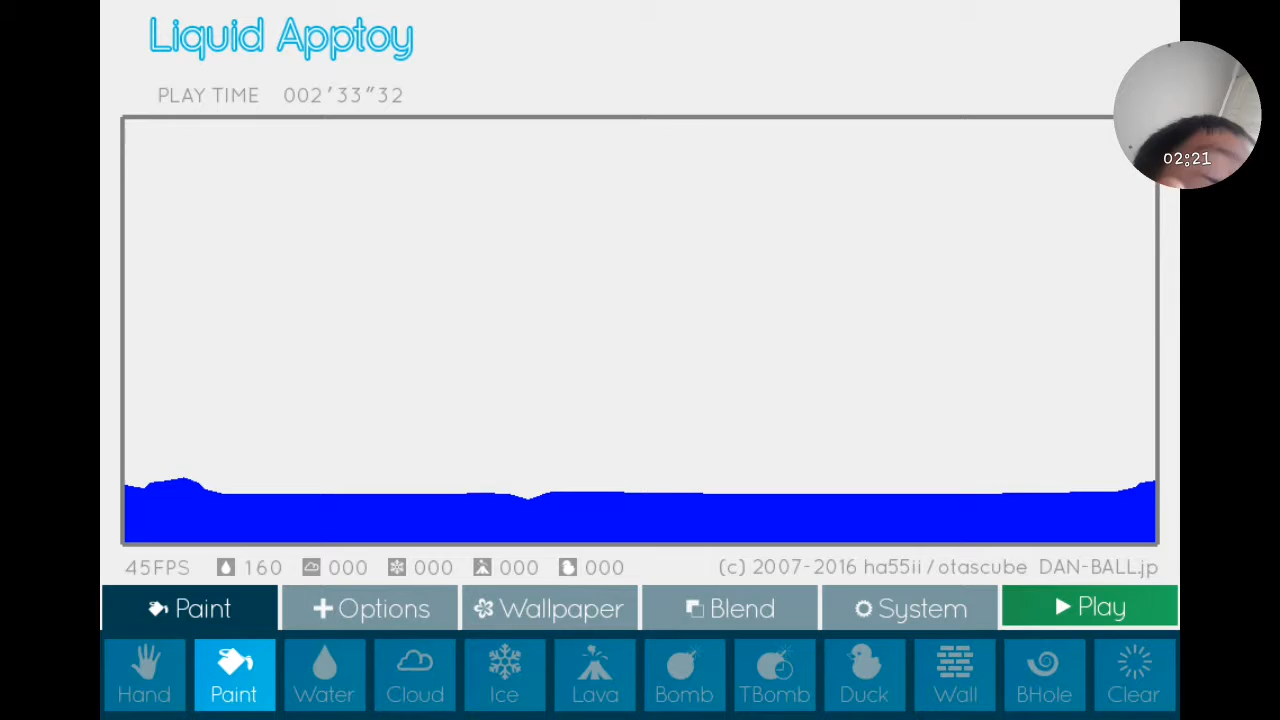 Liquid Apptoy
PLAY TIME 002'33"32
02:21
45FPS 160 000 000 000 000 (c) 2007-2016 ha55ii/otascube DAN-BALL.jp
Paint Options Wallpaper Blend System Play
Hand Paint Water Cloud Ice Lava Bomb TBomb Duck Wall BHole Clear